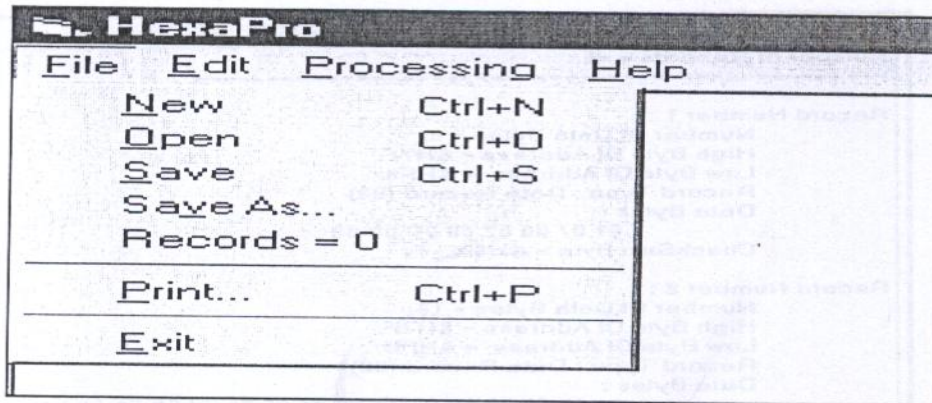 HexaPro
File Edit Processing Help
New Ctrl+N
Open Ctrl+O
Save Ctrl+S
Save As...
Records = 0
Print... Ctrl+P
Exit